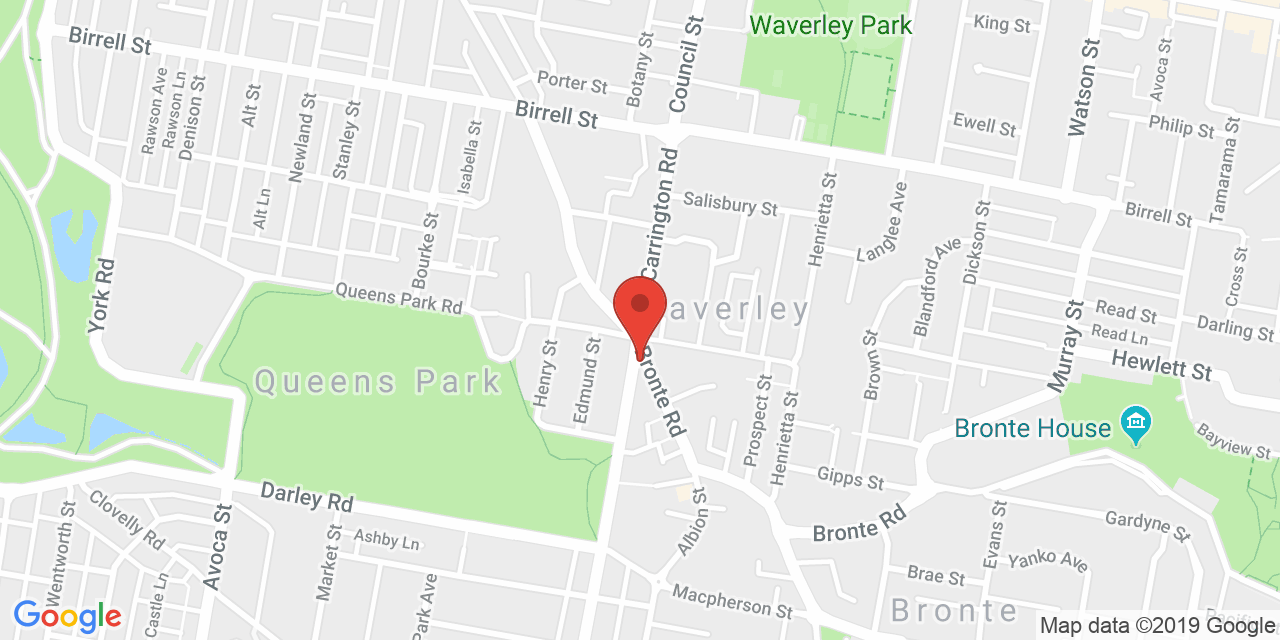 Waverley Park
King St
Birrell St
Porter St
Botany St
Council St
Watson St
Avoca St
Rawson Ave
Rawson Ln
Denison St
Alt St
Newland St
Stanley St
Isabella St
Birrell St
Ewell St
Philip St
Tamarama St
Alt Ln
Bourke St
Carrington Rd
Salisbury St
Henrietta St
Langlee Ave
Blandford Ave
Dickson St
Birrell St
Cross St
York Rd
Queens Park Rd
averley
Read St
Read Ln
Darling St
Hewlett St
Murray St
Queens Park
Henry St
Edmund St
Bronte Rd
Prospect St
Henrietta St
Brown St
Bronte House
Bayview St
Gipps St
Darley Rd
Clovelly Rd
Wentworth St
Avoca St
Market St
Ashby Ln
Albion St
Bronte Rd
Gardyne St
Evans St
Yanko Ave
Castle Ln
Park Ave
Macpherson St
Brae St
Bronte
Google
Map data ©2019 Google